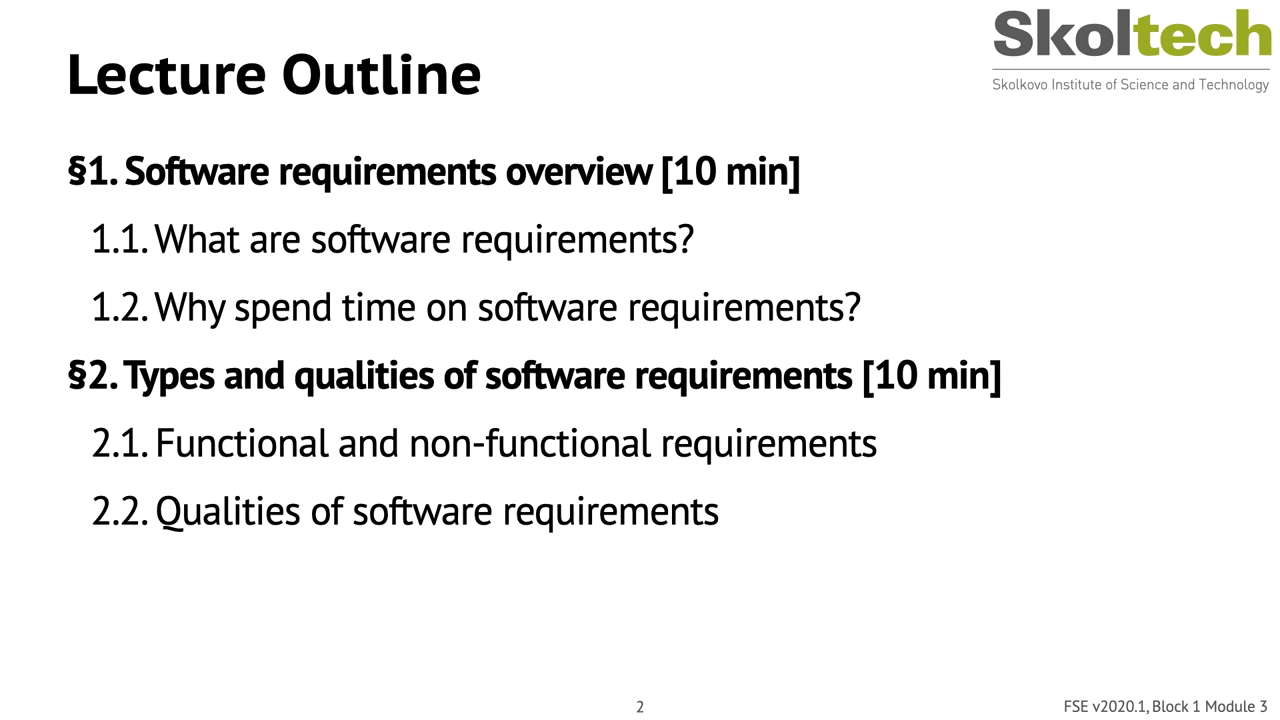 Skoltech
Skolkovo Institute of Science and Technology
Lecture Outline
§1. Software requirements overview [10 min]
1.1. What are software requirements?
1.2. Why spend time on software requirements?
§2. Types and qualities of software requirements [10 min]
2.1. Functional and non-functional requirements
2.2. Qualities of software requirements
2
FSE v2020.1, Block 1 Module 3